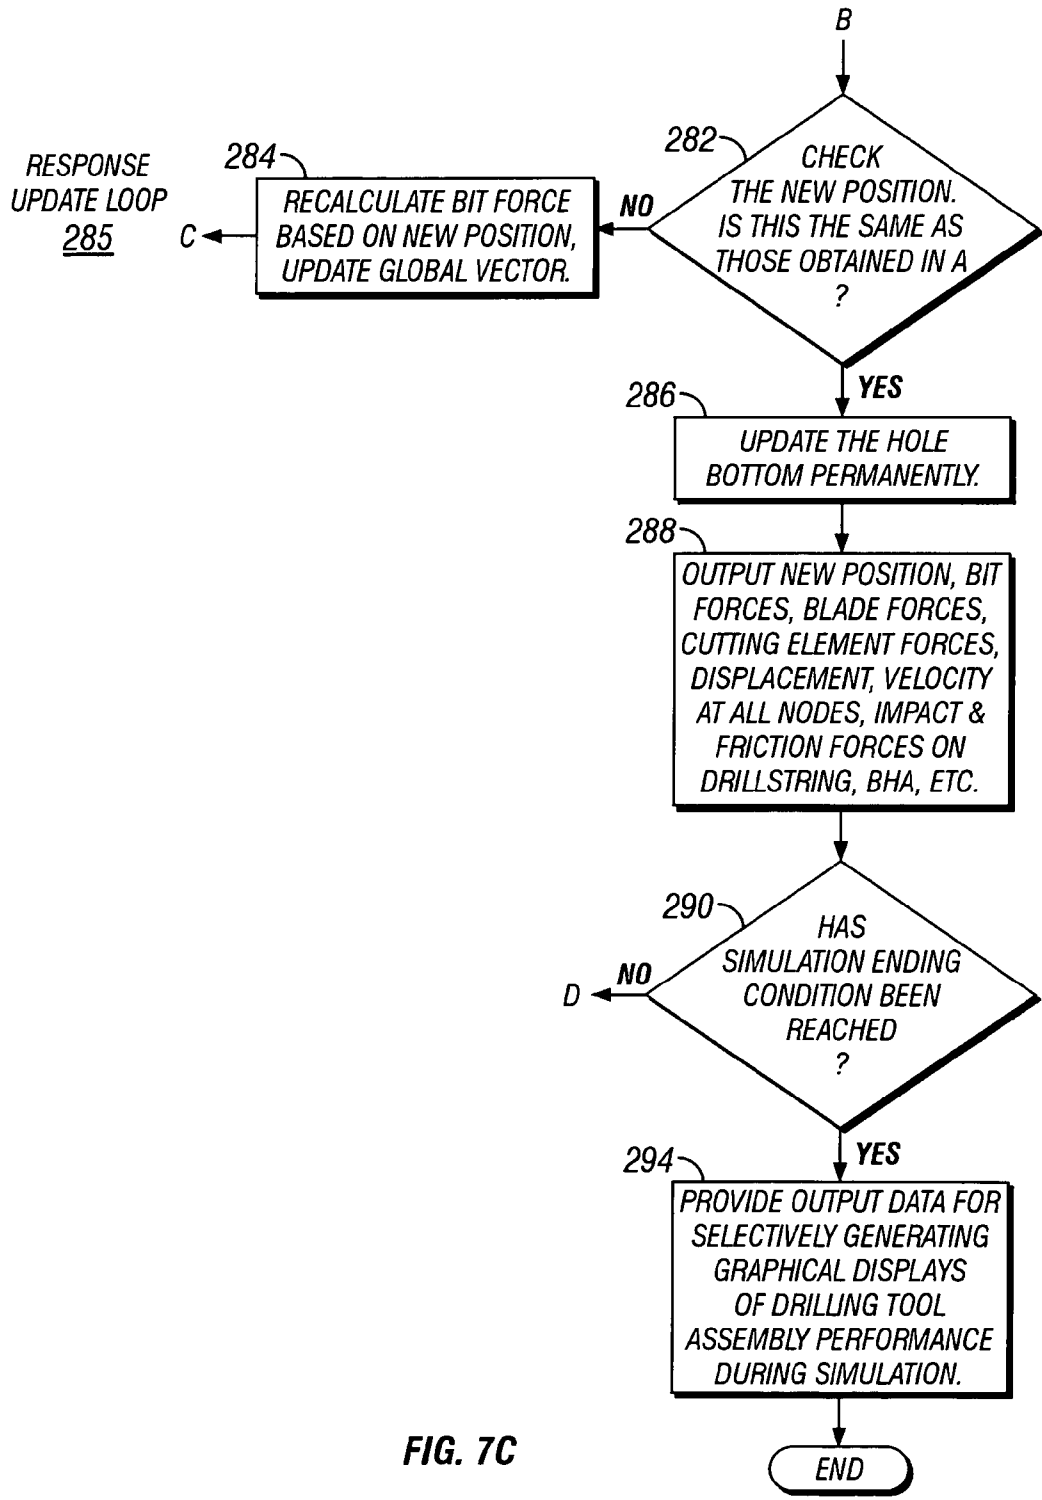 B
282
CHECK
THE NEW POSITION.
IS THIS THE SAME AS
THOSE OBTAINED IN A
?
NO
284
RECALCULATE BIT FORCE
BASED ON NEW POSITION,
UPDATE GLOBAL VECTOR.
C
RESPONSE
UPDATE LOOP
285
YES
286
UPDATE THE HOLE
BOTTOM PERMANENTLY.
288
OUTPUT NEW POSITION, BIT
FORCES, BLADE FORCES,
CUTTING ELEMENT FORCES,
DISPLACEMENT, VELOCITY
AT ALL NODES, IMPACT &
FRICTION FORCES ON
DRILLSTRING, BHA, ETC.
290
HAS
SIMULATION ENDING
CONDITION BEEN
REACHED
?
NO
D
YES
294
PROVIDE OUTPUT DATA FOR
SELECTIVELY GENERATING
GRAPHICAL DISPLAYS
OF DRILLING TOOL
ASSEMBLY PERFORMANCE
DURING SIMULATION.
END
FIG. 7C